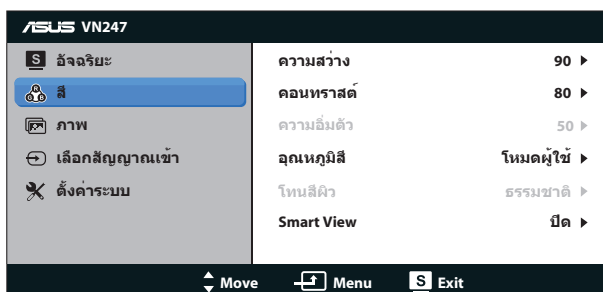 ASUS VN247
S อัจฉริยะ
สี
ภาพ
เลือกสัญญาณเข้า
ตั้งค่าระบบ
ความสว่าง 90
คอนทราสต์ 80
ความอิ่มตัว 50
อุณหภูมิสี โหมดผู้ใช้
โทนสีผิว ธรรมชาติ
Smart View ปิด
Move Menu S Exit